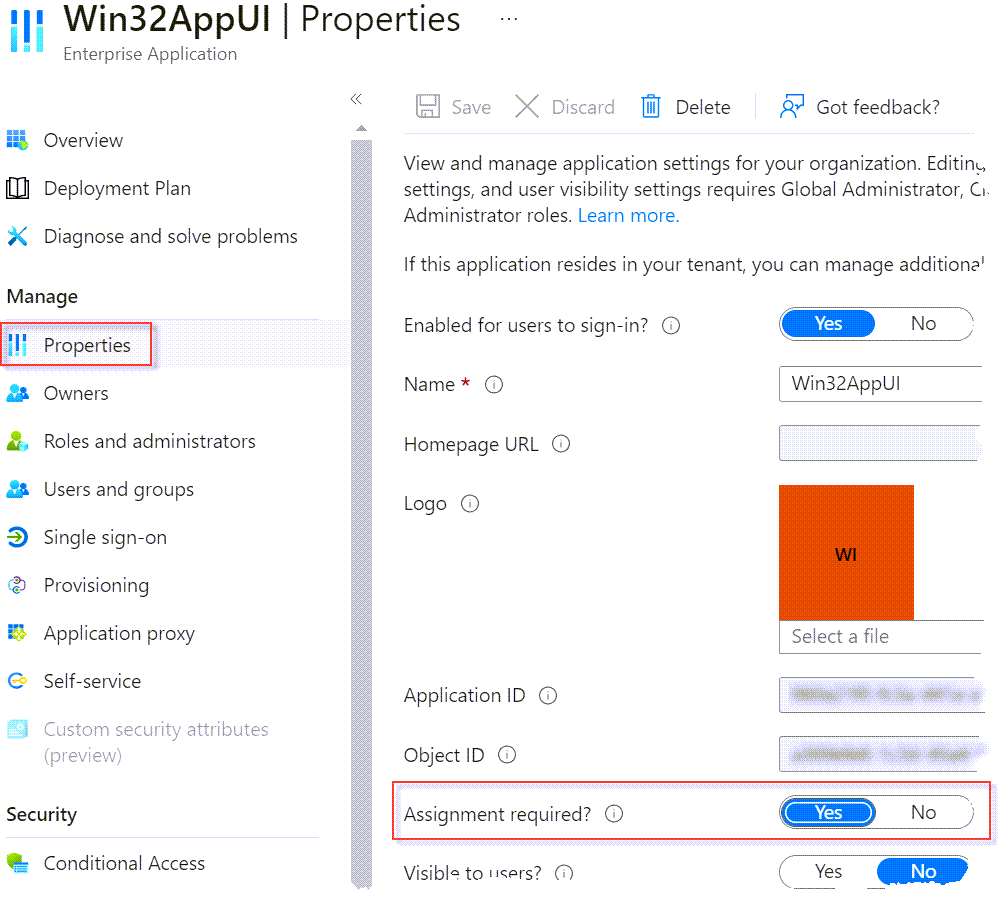 Win32AppUI | Properties ...
Enterprise Application
Overview
Deployment Plan
Diagnose and solve problems
Manage
Properties
Owners
Roles and administrators
Users and groups
Single sign-on
Provisioning
Application proxy
Self-service
Custom security attributes
(preview)
Security
Conditional Access
Save Discard Delete Got feedback?
View and manage application settings for your organization. Editing
settings, and user visibility settings requires Global Administrator,
Administrator roles. Learn more.
If this application resides in your tenant, you can manage additional
Enabled for users to sign-in? Yes No
Name * Win32AppUI
Homepage URL
Logo
WI
Select a file
Application ID
Object ID
Assignment required? Yes No
Visible to users? Yes No